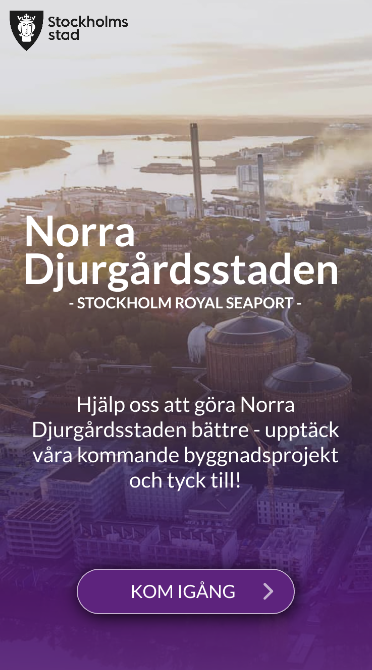 Stockholms
stad
Norra
Djurgårdsstaden
- STOCKHOLM ROYAL SEAPORT -
Hjälp oss att göra Norra
Djurgårdsstaden bättre - upptäck
våra kommande byggnadsprojekt
och tyck till!
KOM IGÅNG